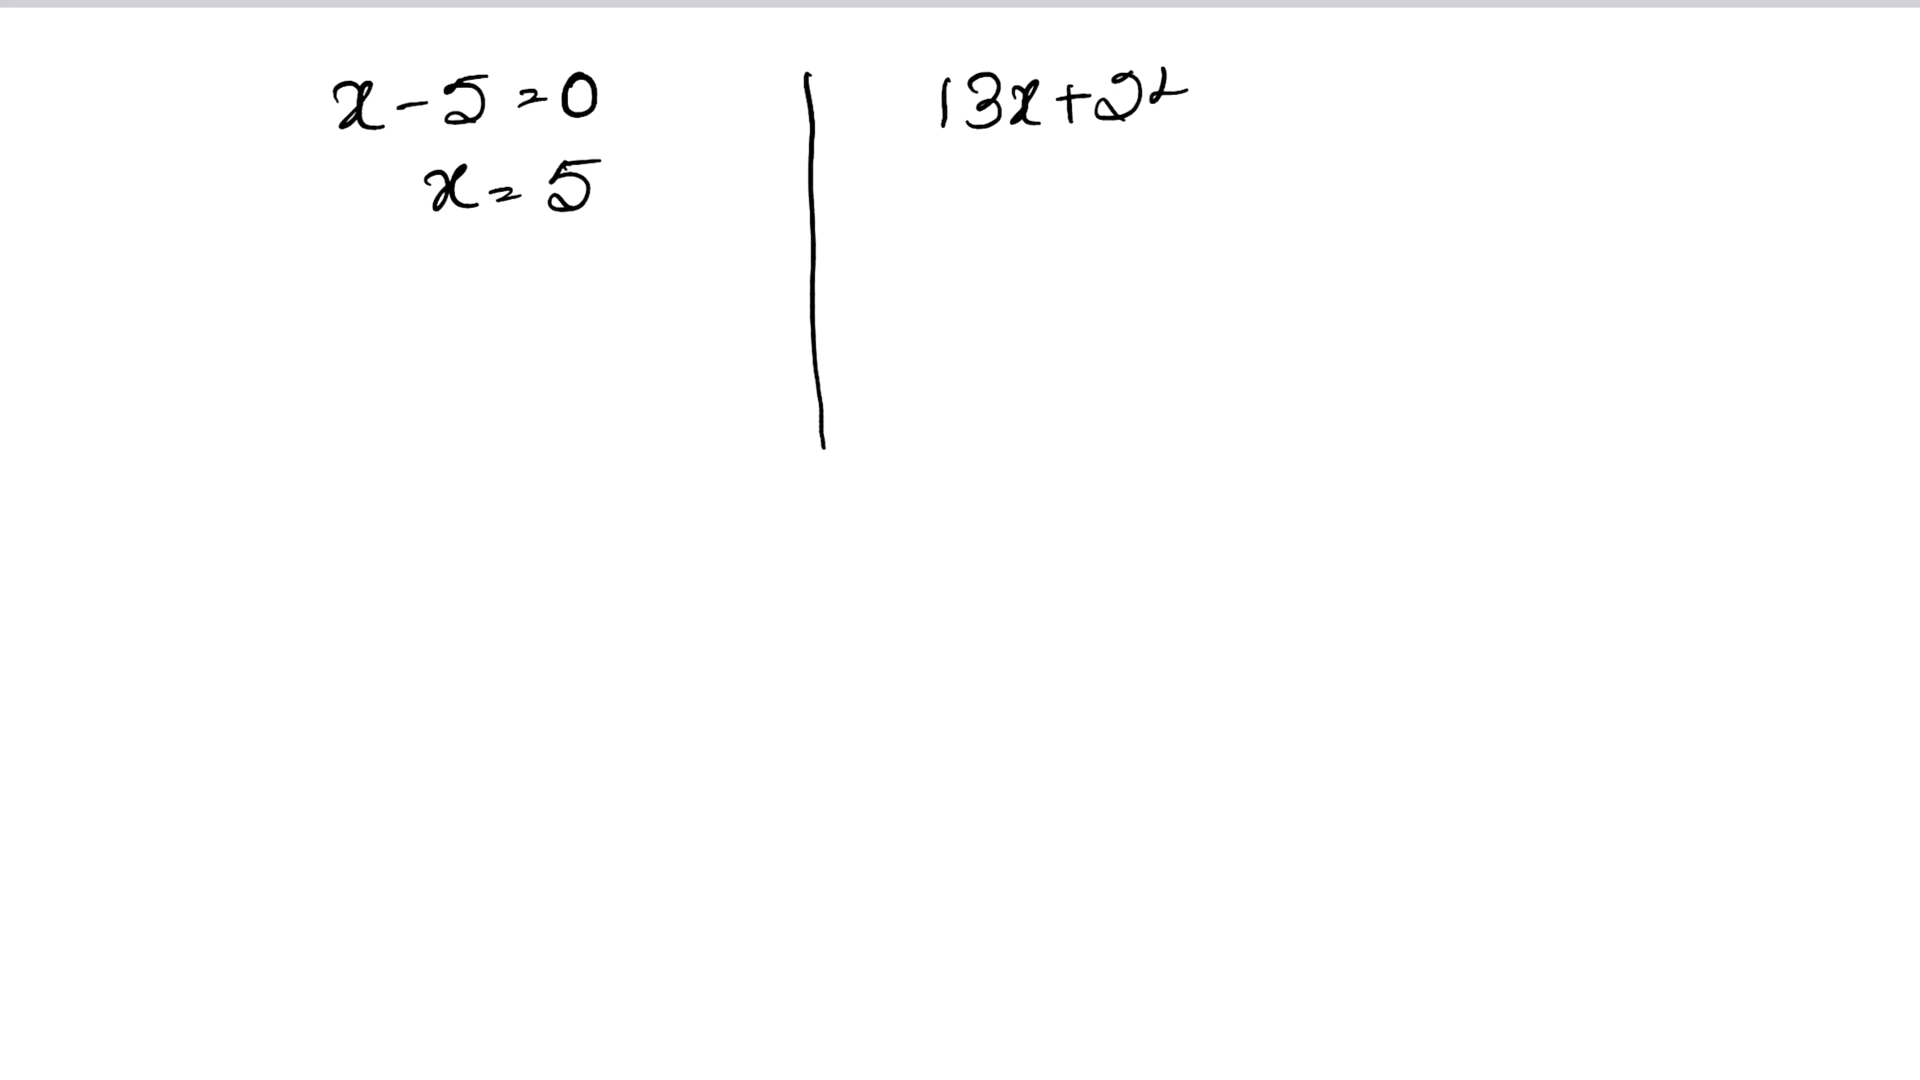 x - 5 = 0
x = 5
13x + 2